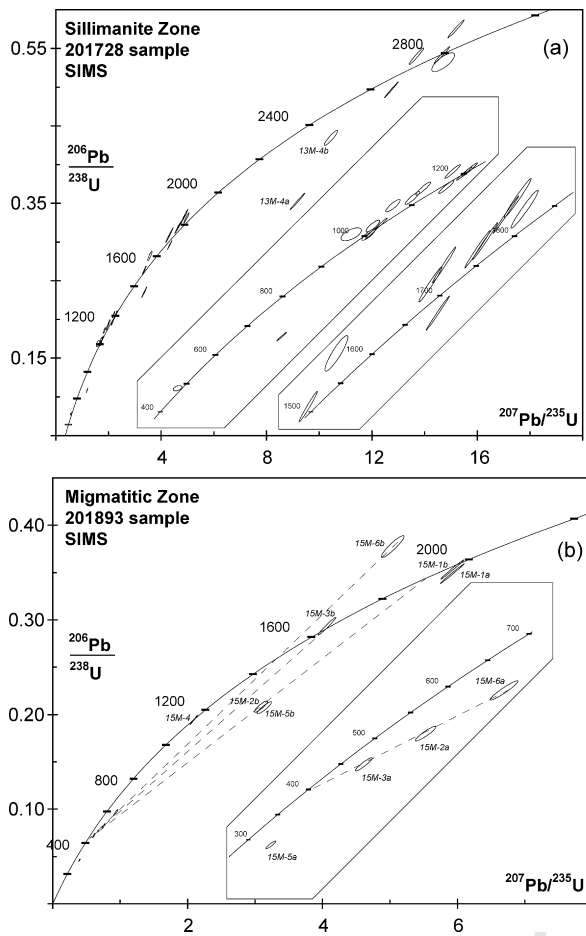 Sillimanite Zone
201728 sample
SIMS
(a)
0.55
2800
2400
13M-4b
206Pb
238U
0.35
2000
13M-4a
1200
1000
1800
1600
800
1700
1200
600
1600
0.15
400
1500
207Pb/235U
4
8
12
16
Migmatitic Zone
201893 sample
SIMS
(b)
0.40
15M-6b
2000
15M-1b
15M-1a
0.30
1600
15M-3b
206Pb
238U
700
1200
15M-2b
600
15M-6a
0.20
15M-4
15M-5b
500
15M-2a
800
400
15M-3a
0.10
400
300
15M-5a
207Pb/235U
0
2
4
6